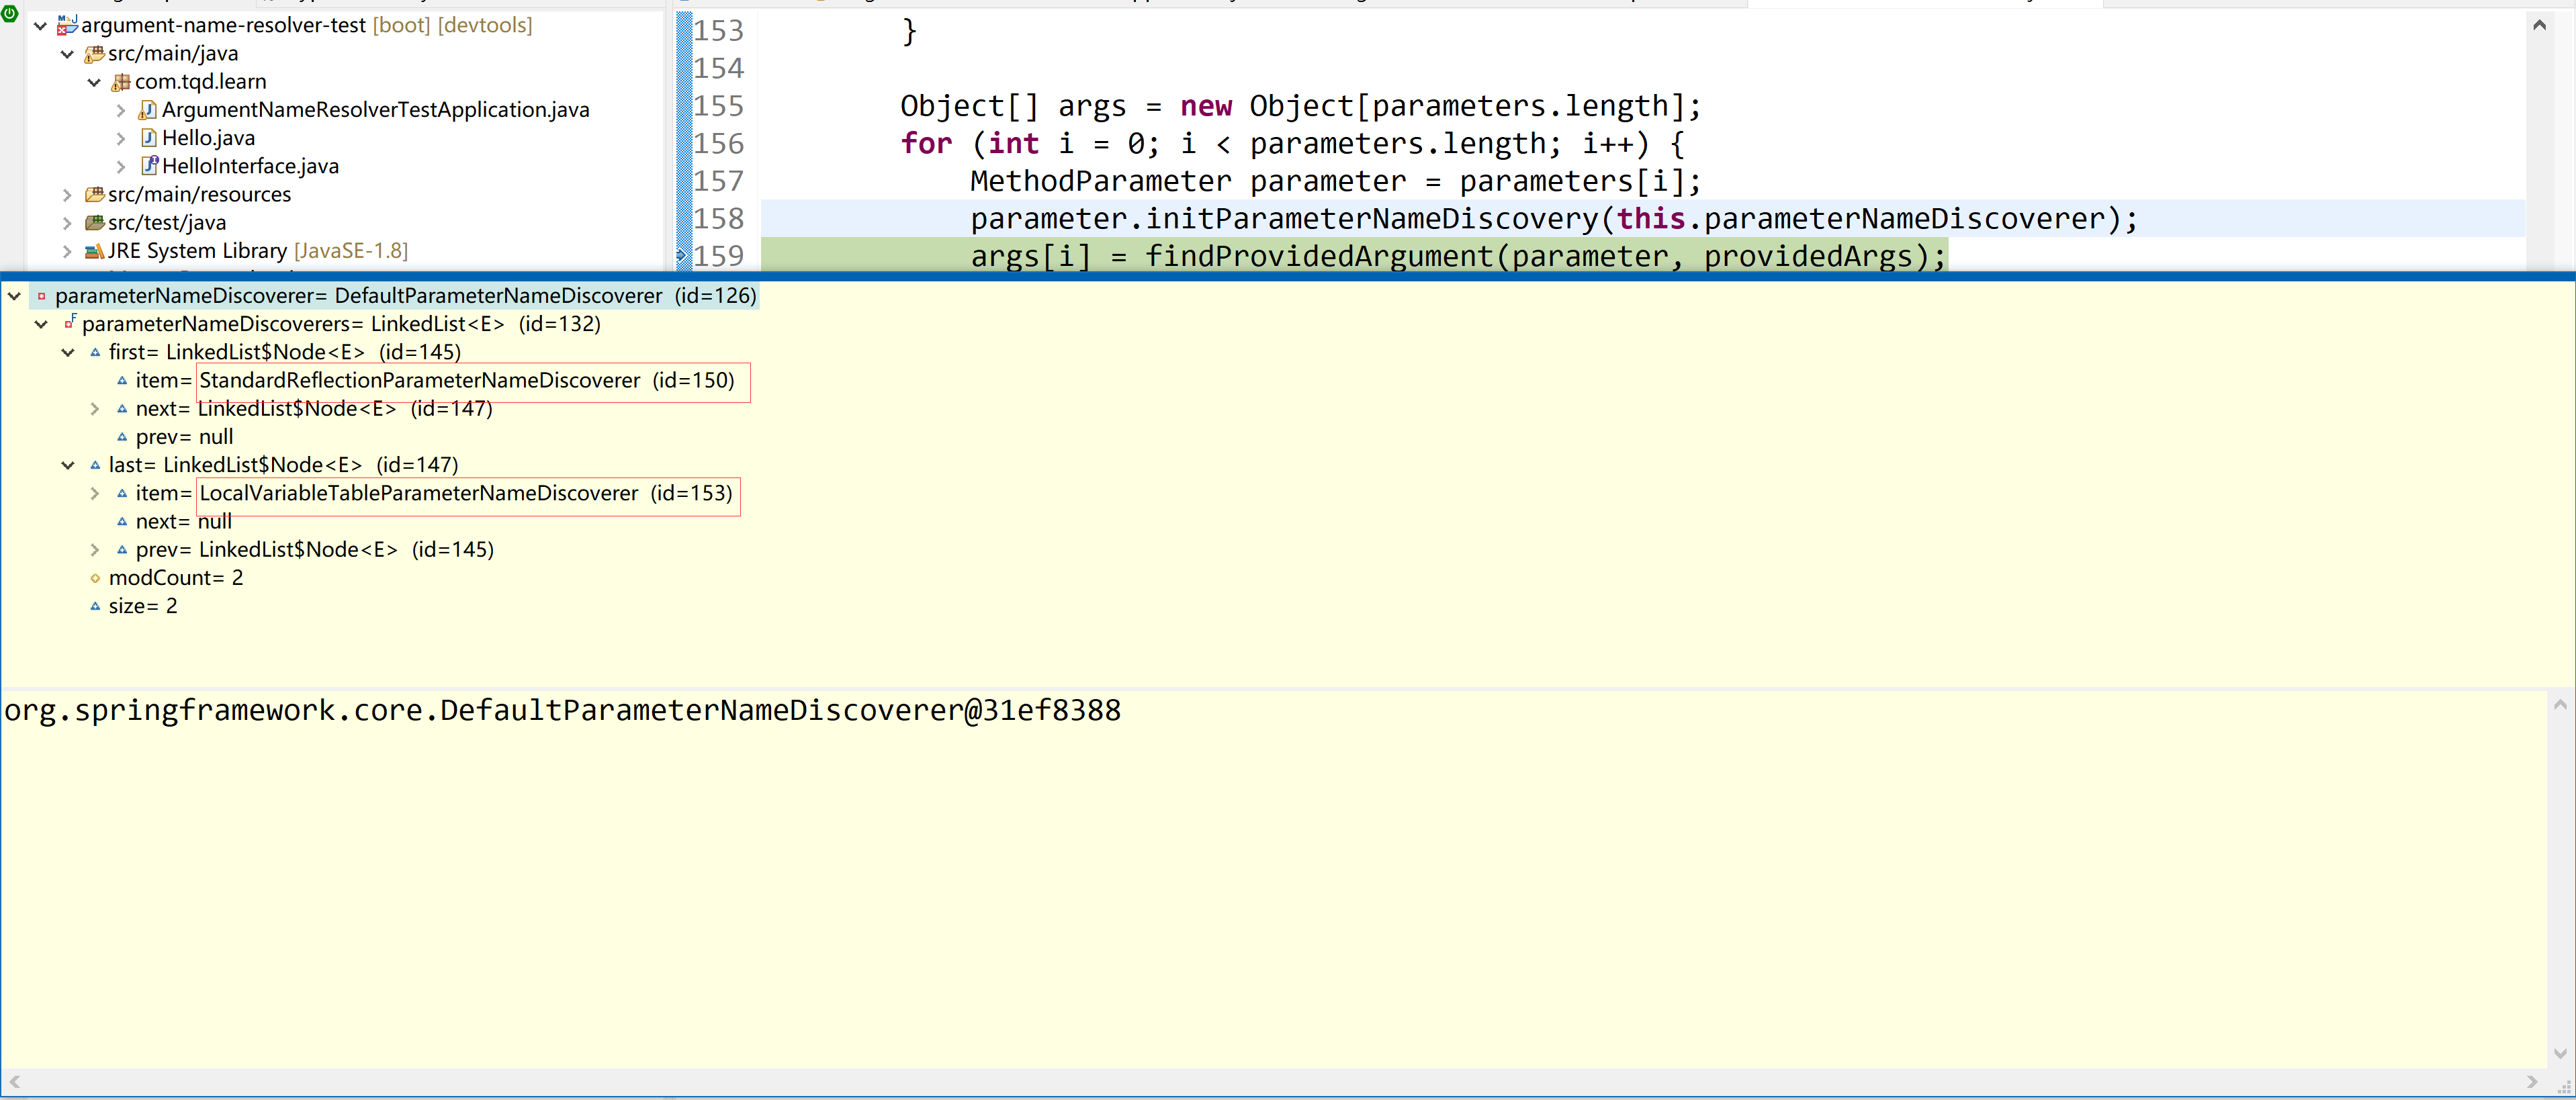 argument-name-resolver-test [boot] [devtools]
src/main/java
com.tqd.learn
ArgumentNameResolverTestApplication.java
Hello.java
HelloInterface.java
src/main/resources
src/test/java
JRE System Library [JavaSE-1.8]
153 }
154
155 Object[] args = new Object[parameters.length];
156 for (int i = 0; i < parameters.length; i++) {
157 MethodParameter parameter = parameters[i];
158 parameter.initParameterNameDiscovery(this.parameterNameDiscoverer);
159 args[i] = findProvidedArgument(parameter, providedArgs);
parameterNameDiscoverer= DefaultParameterNameDiscoverer (id=126)
parameterNameDiscoverers= LinkedList<E> (id=132)
first= LinkedList$Node<E> (id=145)
item= StandardReflectionParameterNameDiscoverer (id=150)
next= LinkedList$Node<E> (id=147)
prev= null
last= LinkedList$Node<E> (id=147)
item= LocalVariableTableParameterNameDiscoverer (id=153)
next= null
prev= LinkedList$Node<E> (id=145)
modCount= 2
size= 2
org.springframework.core.DefaultParameterNameDiscoverer@31ef8388